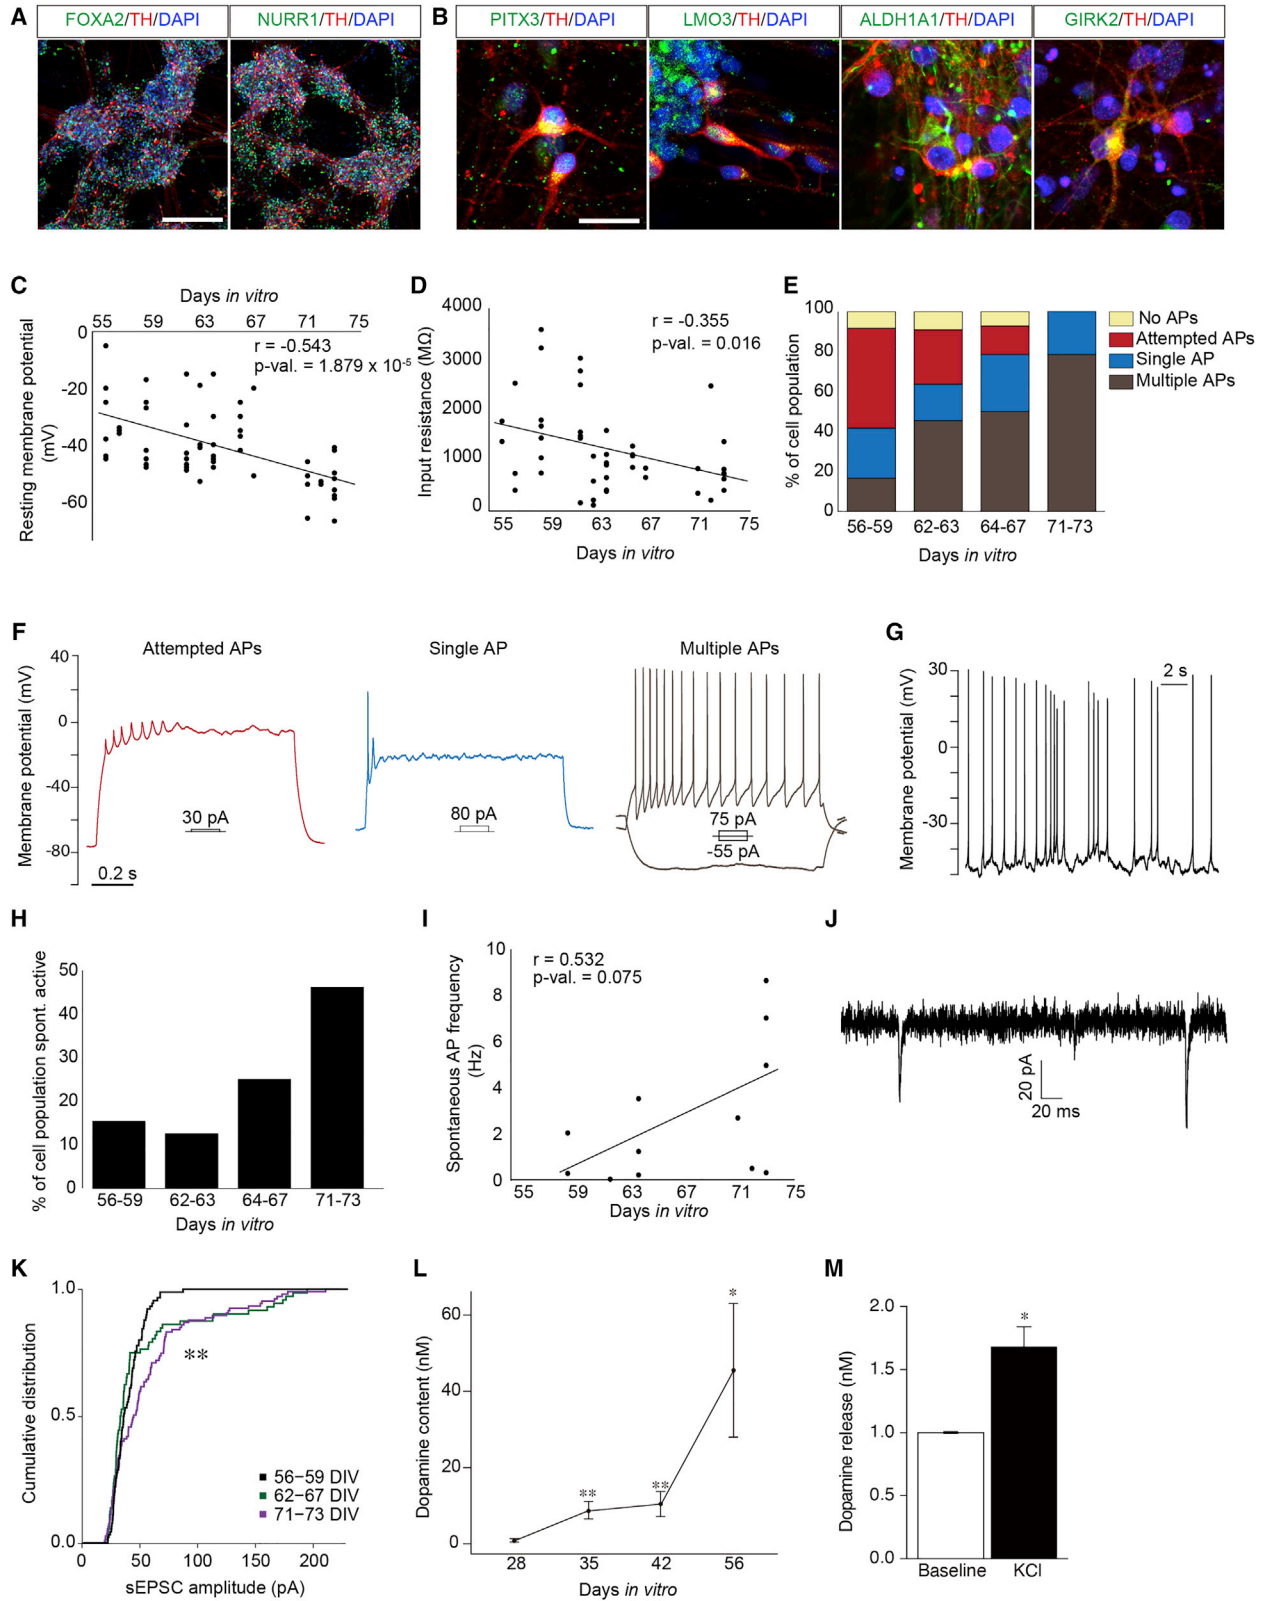 A
FOXA2/TH/DAPI
NURR1/TH/DAPI
B
PITX3/TH/DAPI
LMO3/TH/DAPI
ALDH1A1/TH/DAPI
GIRK2/TH/DAPI
C
Days in vitro
55 59 63 67 71 75
0
-20
-40
-60
Resting membrane potential
(mV)
r = -0.543
p-val. = 1.879 x 10-5
D
4000
3000
2000
1000
0
Input resistance (MΩ)
r = -0.355
p-val. = 0.016
55 59 63 67 71 75
Days in vitro
E
100
80
60
40
20
0
% of cell population
56-59 62-63 64-67 71-73
Days in vitro
No APs
Attempted APs
Single AP
Multiple APs
F
Attempted APs
Single AP
Multiple APs
40
0
-40
-80
Membrane potential (mV)
30 pA
80 pA
75 pA
-55 pA
0.2 s
G
30
0
-30
Membrane potential (mV)
2 s
H
50
40
30
20
10
0
% of cell population spont. active
56-59 62-63 64-67 71-73
Days in vitro
I
10
8
6
4
2
0
Spontaneous AP frequency
(Hz)
r = 0.532
p-val. = 0.075
55 59 63 67 71 75
Days in vitro
J
20 pA
20 ms
K
1.0
0.5
0.0
Cumulative distribution
**
56–59 DIV
62–67 DIV
71–73 DIV
0 50 100 150 200
sEPSC amplitude (pA)
L
60
40
20
0
Dopamine content (nM)
**
**
*
28 35 42 56
Days in vitro
M
2.0
1.5
1.0
0.5
0.0
Dopamine release (nM)
*
Baseline KCl